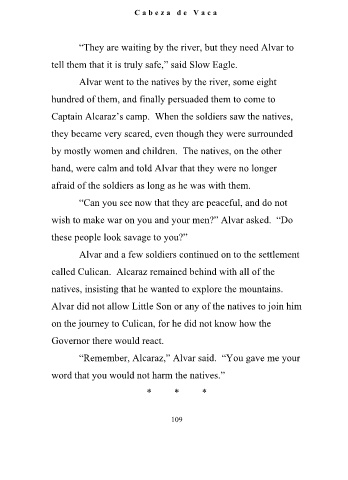 Cabeza de Vaca
“They are waiting by the river, but they need Alvar to
tell them that it is truly safe,” said Slow Eagle.
Alvar went to the natives by the river, some eight
hundred of them, and finally persuaded them to come to
Captain Alcaraz’s camp. When the soldiers saw the natives,
they became very scared, even though they were surrounded
by mostly women and children. The natives, on the other
hand, were calm and told Alvar that they were no longer
afraid of the soldiers as long as he was with them.
“Can you see now that they are peaceful, and do not
wish to make war on you and your men?” Alvar asked. “Do
these people look savage to you?”
Alvar and a few soldiers continued on to the settlement
called Culican. Alcaraz remained behind with all of the
natives, insisting that he wanted to explore the mountains.
Alvar did not allow Little Son or any of the natives to join him
on the journey to Culican, for he did not know how the
Governor there would react.
“Remember, Alcaraz,” Alvar said. “You gave me your
word that you would not harm the natives.”
* * *
109